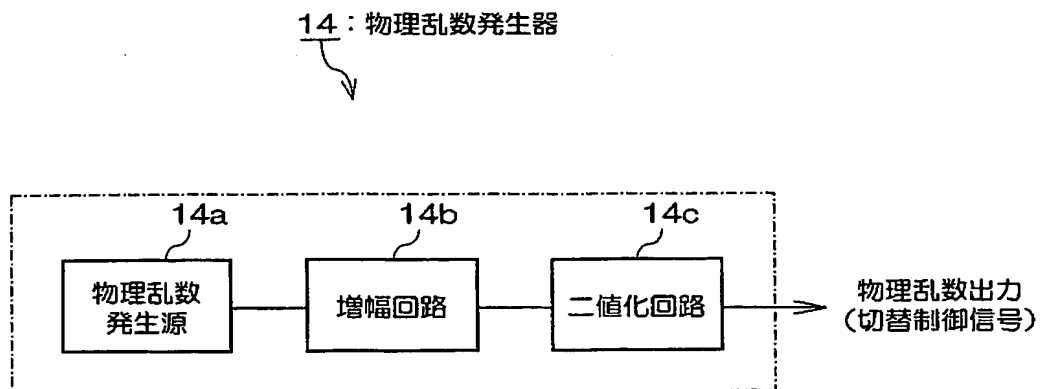 14：物理乱数発生器
14a
14b
14c
物理乱数
発生源
増幅回路
二値化回路
物理乱数出力
（切替制御信号）